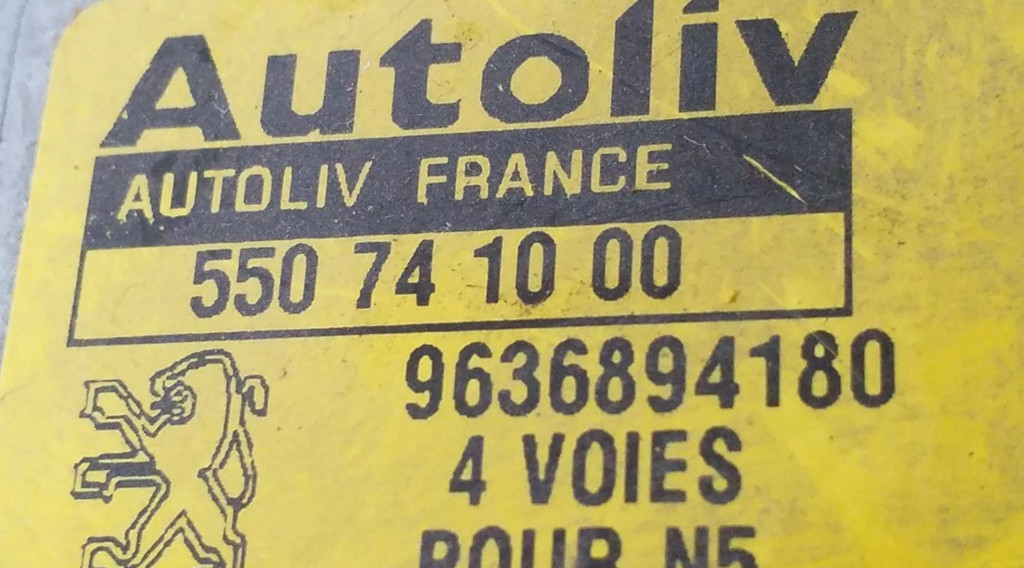 Autoliv
AUTOLIV FRANCE
550 74 10 00
9636894180
4 VOIES
POUR N5